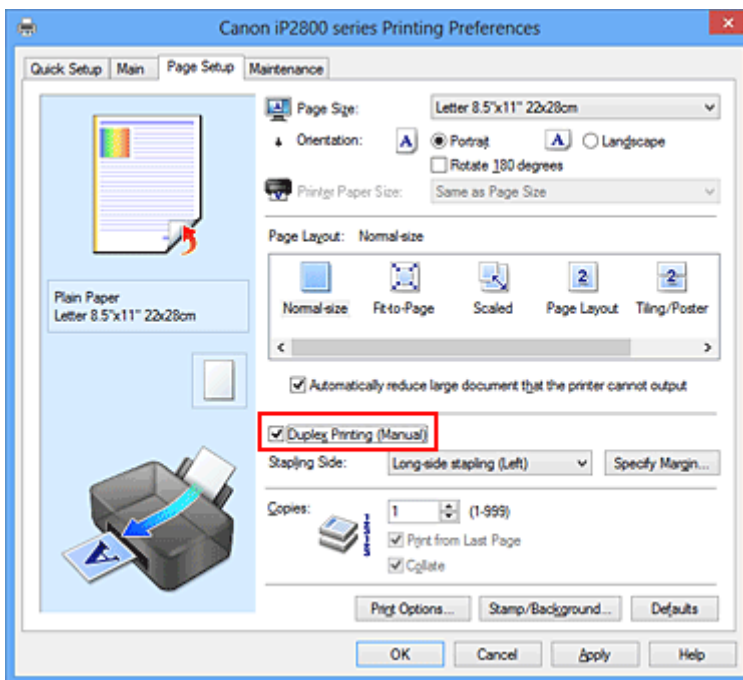 Canon iP2800 series Printing Preferences
Quick Setup Main Page Setup Maintenance
Page Size: Letter 8.5"x11" 22x28cm
Orientation: A Portrait A Landscape
Rotate 180 degrees
Printer Paper Size: Same as Page Size
Page Layout: Normal-size
Normal-size Fit-to-Page Scaled Page Layout Tiling/Poster
Plain Paper
Letter 8.5"x11" 22x28cm
Automatically reduce large document that the printer cannot output
Duplex Printing (Manual)
Stapling Side: Long-side stapling (Left) Specify Margin...
Copies: 1 (1-999)
Print from Last Page
Collate
Print Options... Stamp/Background... Defaults
OK Cancel Apply Help